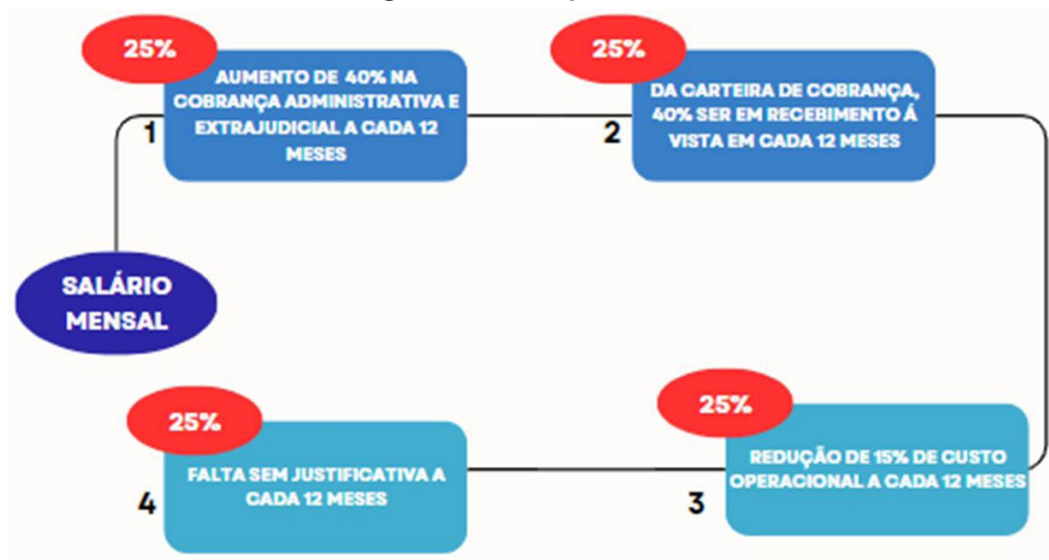 25%
AUMENTO DE 40% NA
COBRANÇA ADMINISTRATIVA E
EXTRAJUDICIAL A CADA 12
MESES
1
25%
DA CARTEIRA DE COBRANÇA,
40% SER EM RECEBIMENTO Á
VISTA EM CADA 12 MESES
2
SALÁRIO
MENSAL
25%
FALTA SEM JUSTIFICATIVA A
CADA 12 MESES
4
25%
REDUÇÃO DE 15% DE CUSTO
OPERACIONAL A CADA 12 MESES
3